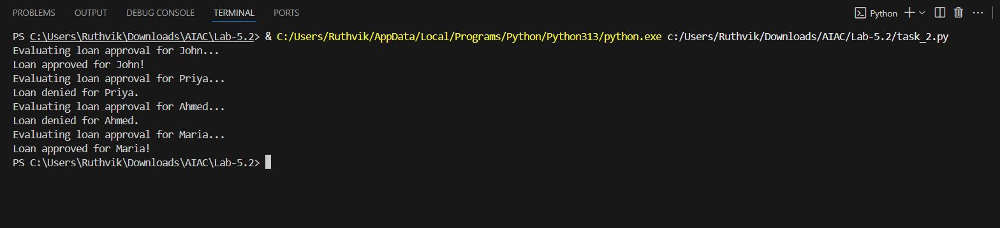 PROBLEMS OUTPUT DEBUG CONSOLE TERMINAL PORTS Python
PS C:\Users\Ruthvik\Downloads\AIAC\Lab-5.2> & C:/Users/Ruthvik/AppData/Local/Programs/Python/Python313/python.exe c:/Users/Ruthvik/Downloads/AIAC/Lab-5.2/task_2.py
Evaluating loan approval for John...
Loan approved for John!
Evaluating loan approval for Priya...
Loan denied for Priya.
Evaluating loan approval for Ahmed...
Loan denied for Ahmed.
Evaluating loan approval for Maria...
Loan approved for Maria!
PS C:\Users\Ruthvik\Downloads\AIAC\Lab-5.2>